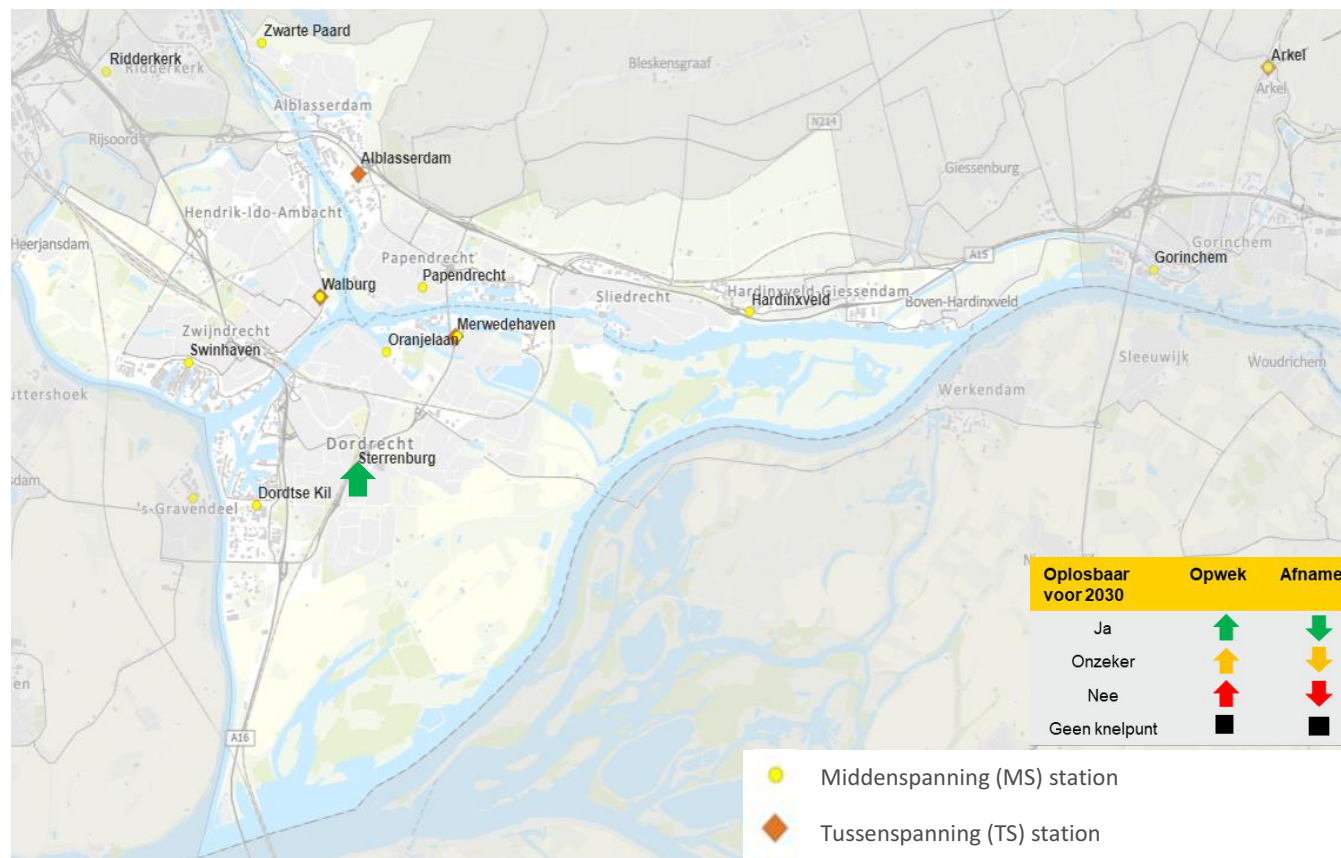 Zwarte Paard
Ridderkerk
Ridderkerk
Bleskensgraaf
Arkel
Arkel
Alblasserdam
N214
Rijsoord
Alblasserdam
Giessenburg
Hendrik-Ido-Ambacht
Heerjansdam
Gorinchem
A15
Gorinchem
Papendrecht
Papendrecht
Walburg
Sliedrecht
Hardinxveld-Giessendam
Hardinxveld
Boven-Hardinxveld
Zwijndrecht
Merwedehaven
Oranjelaan
Swinhaven
Sleeuwijk
Woudrichem
Werkendam
uttershoek
Dordrecht
Sterrenburg
sdam
Dordtse Kil
's-Gravendeel
en
A16
Oplosbaar voor 2030 Opwek Afname
Ja
Onzeker
Nee
Geen knelpunt
Middenspanning (MS) station
Tussenspanning (TS) station